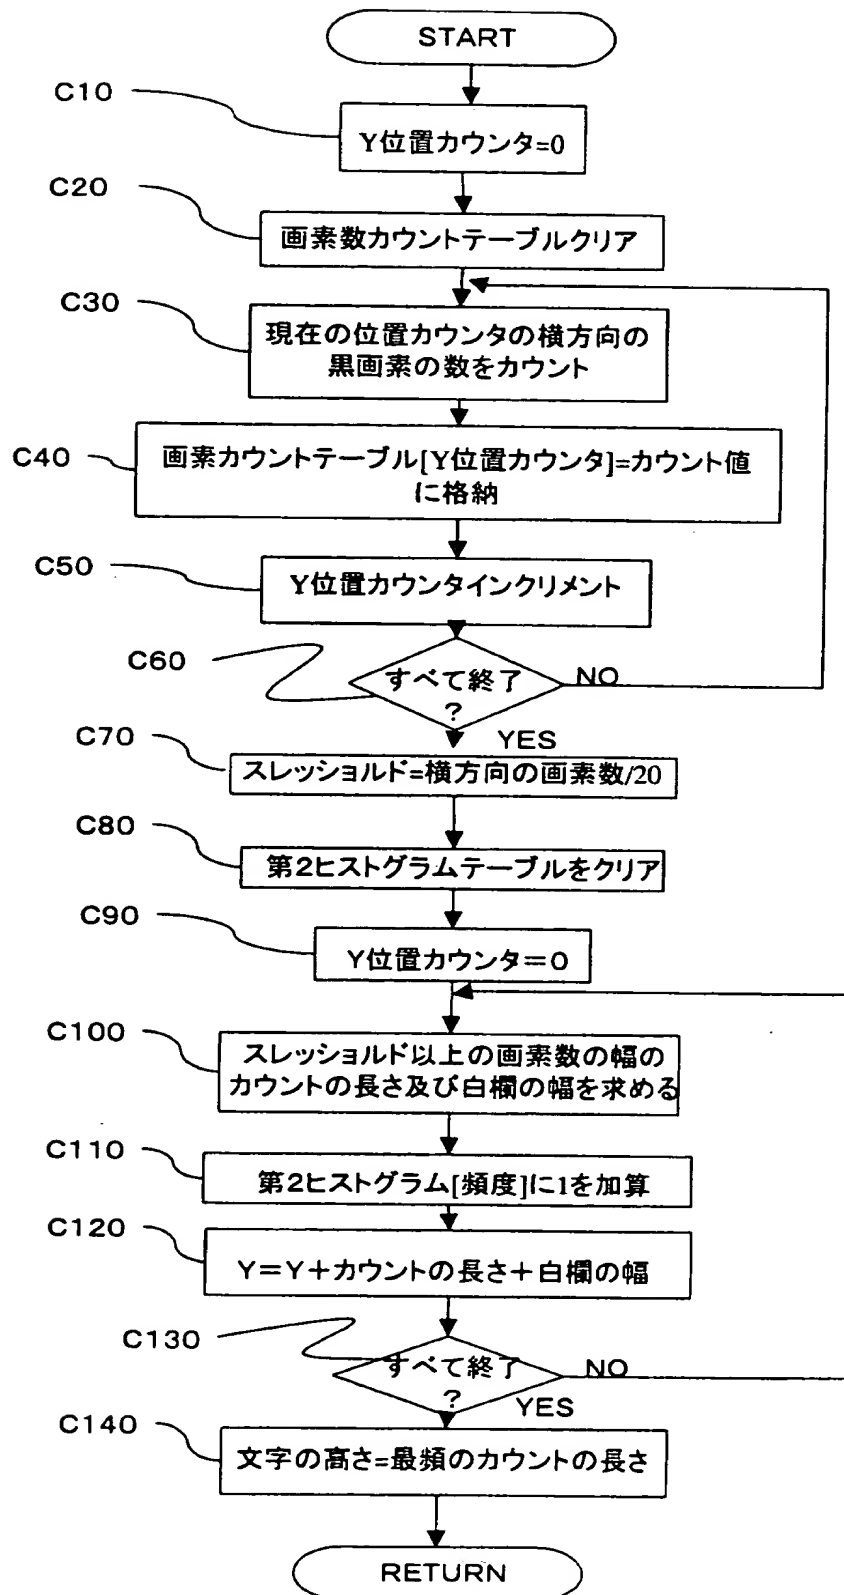 START
C10
Y位置カウンタ=0
C20
画素数カウントテーブルクリア
C30
現在の位置カウンタの横方向の
黒画素の数をカウント
C40
画素カウントテーブル[Y位置カウンタ]=カウント値
に格納
C50
Y位置カウンタインクリメント
C60
すべて終了
?
NO
YES
C70
スレッショルド=横方向の画素数/20
C80
第2ヒストグラムテーブルをクリア
C90
Y位置カウンタ=0
C100
スレッショルド以上の画素数の幅の
カウントの長さ及び白欄の幅を求める
C110
第2ヒストグラム[頻度]に1を加算
C120
Y=Y+カウントの長さ+白欄の幅
C130
すべて終了
?
NO
YES
C140
文字の高さ=最頻のカウントの長さ
RETURN